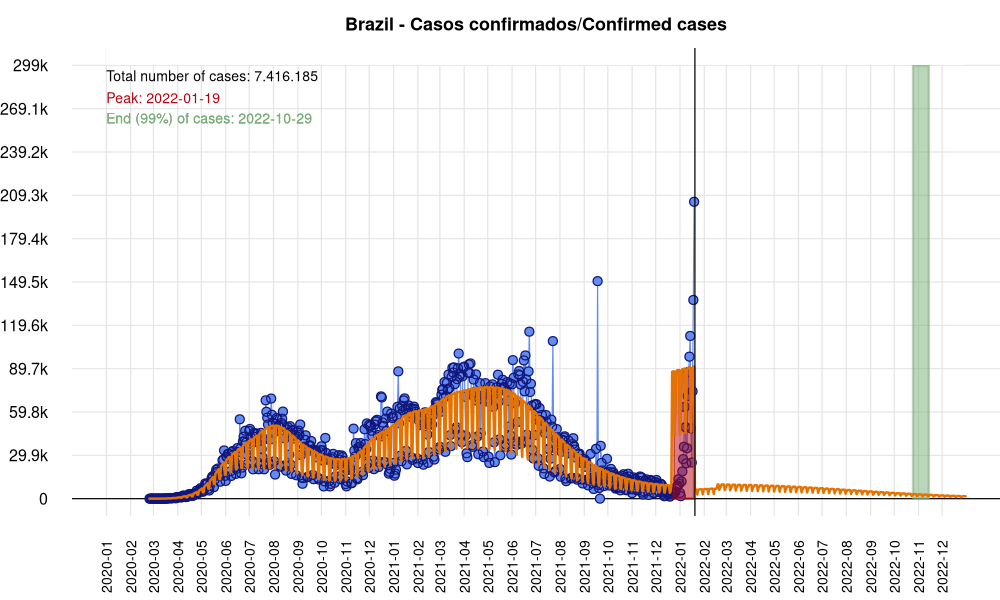 Brazil - Casos confirmados/Confirmed cases
299k
Total number of cases: 7.416.185
Peak: 2022-01-19
269.1k
End (99%) of cases: 2022-10-29
239.2k
209.3k
179.4k
149.5k
119.6k
89.7k
59.8k
29.9k
0
2020-01
2020-02
2020-03
2020-04
2020-05
2020-06
2020-07
2020-08
2020-09
2020-10
2020-11
2020-12
2021-01
2021-02
2021-03
2021-04
2021-05
2021-06
2021-07
2021-08
2021-09
2021-10
2021-11
2021-12
2022-01
2022-02
2022-03
2022-04
2022-05
2022-06
2022-07
2022-08
2022-09
2022-10
2022-11
2022-12